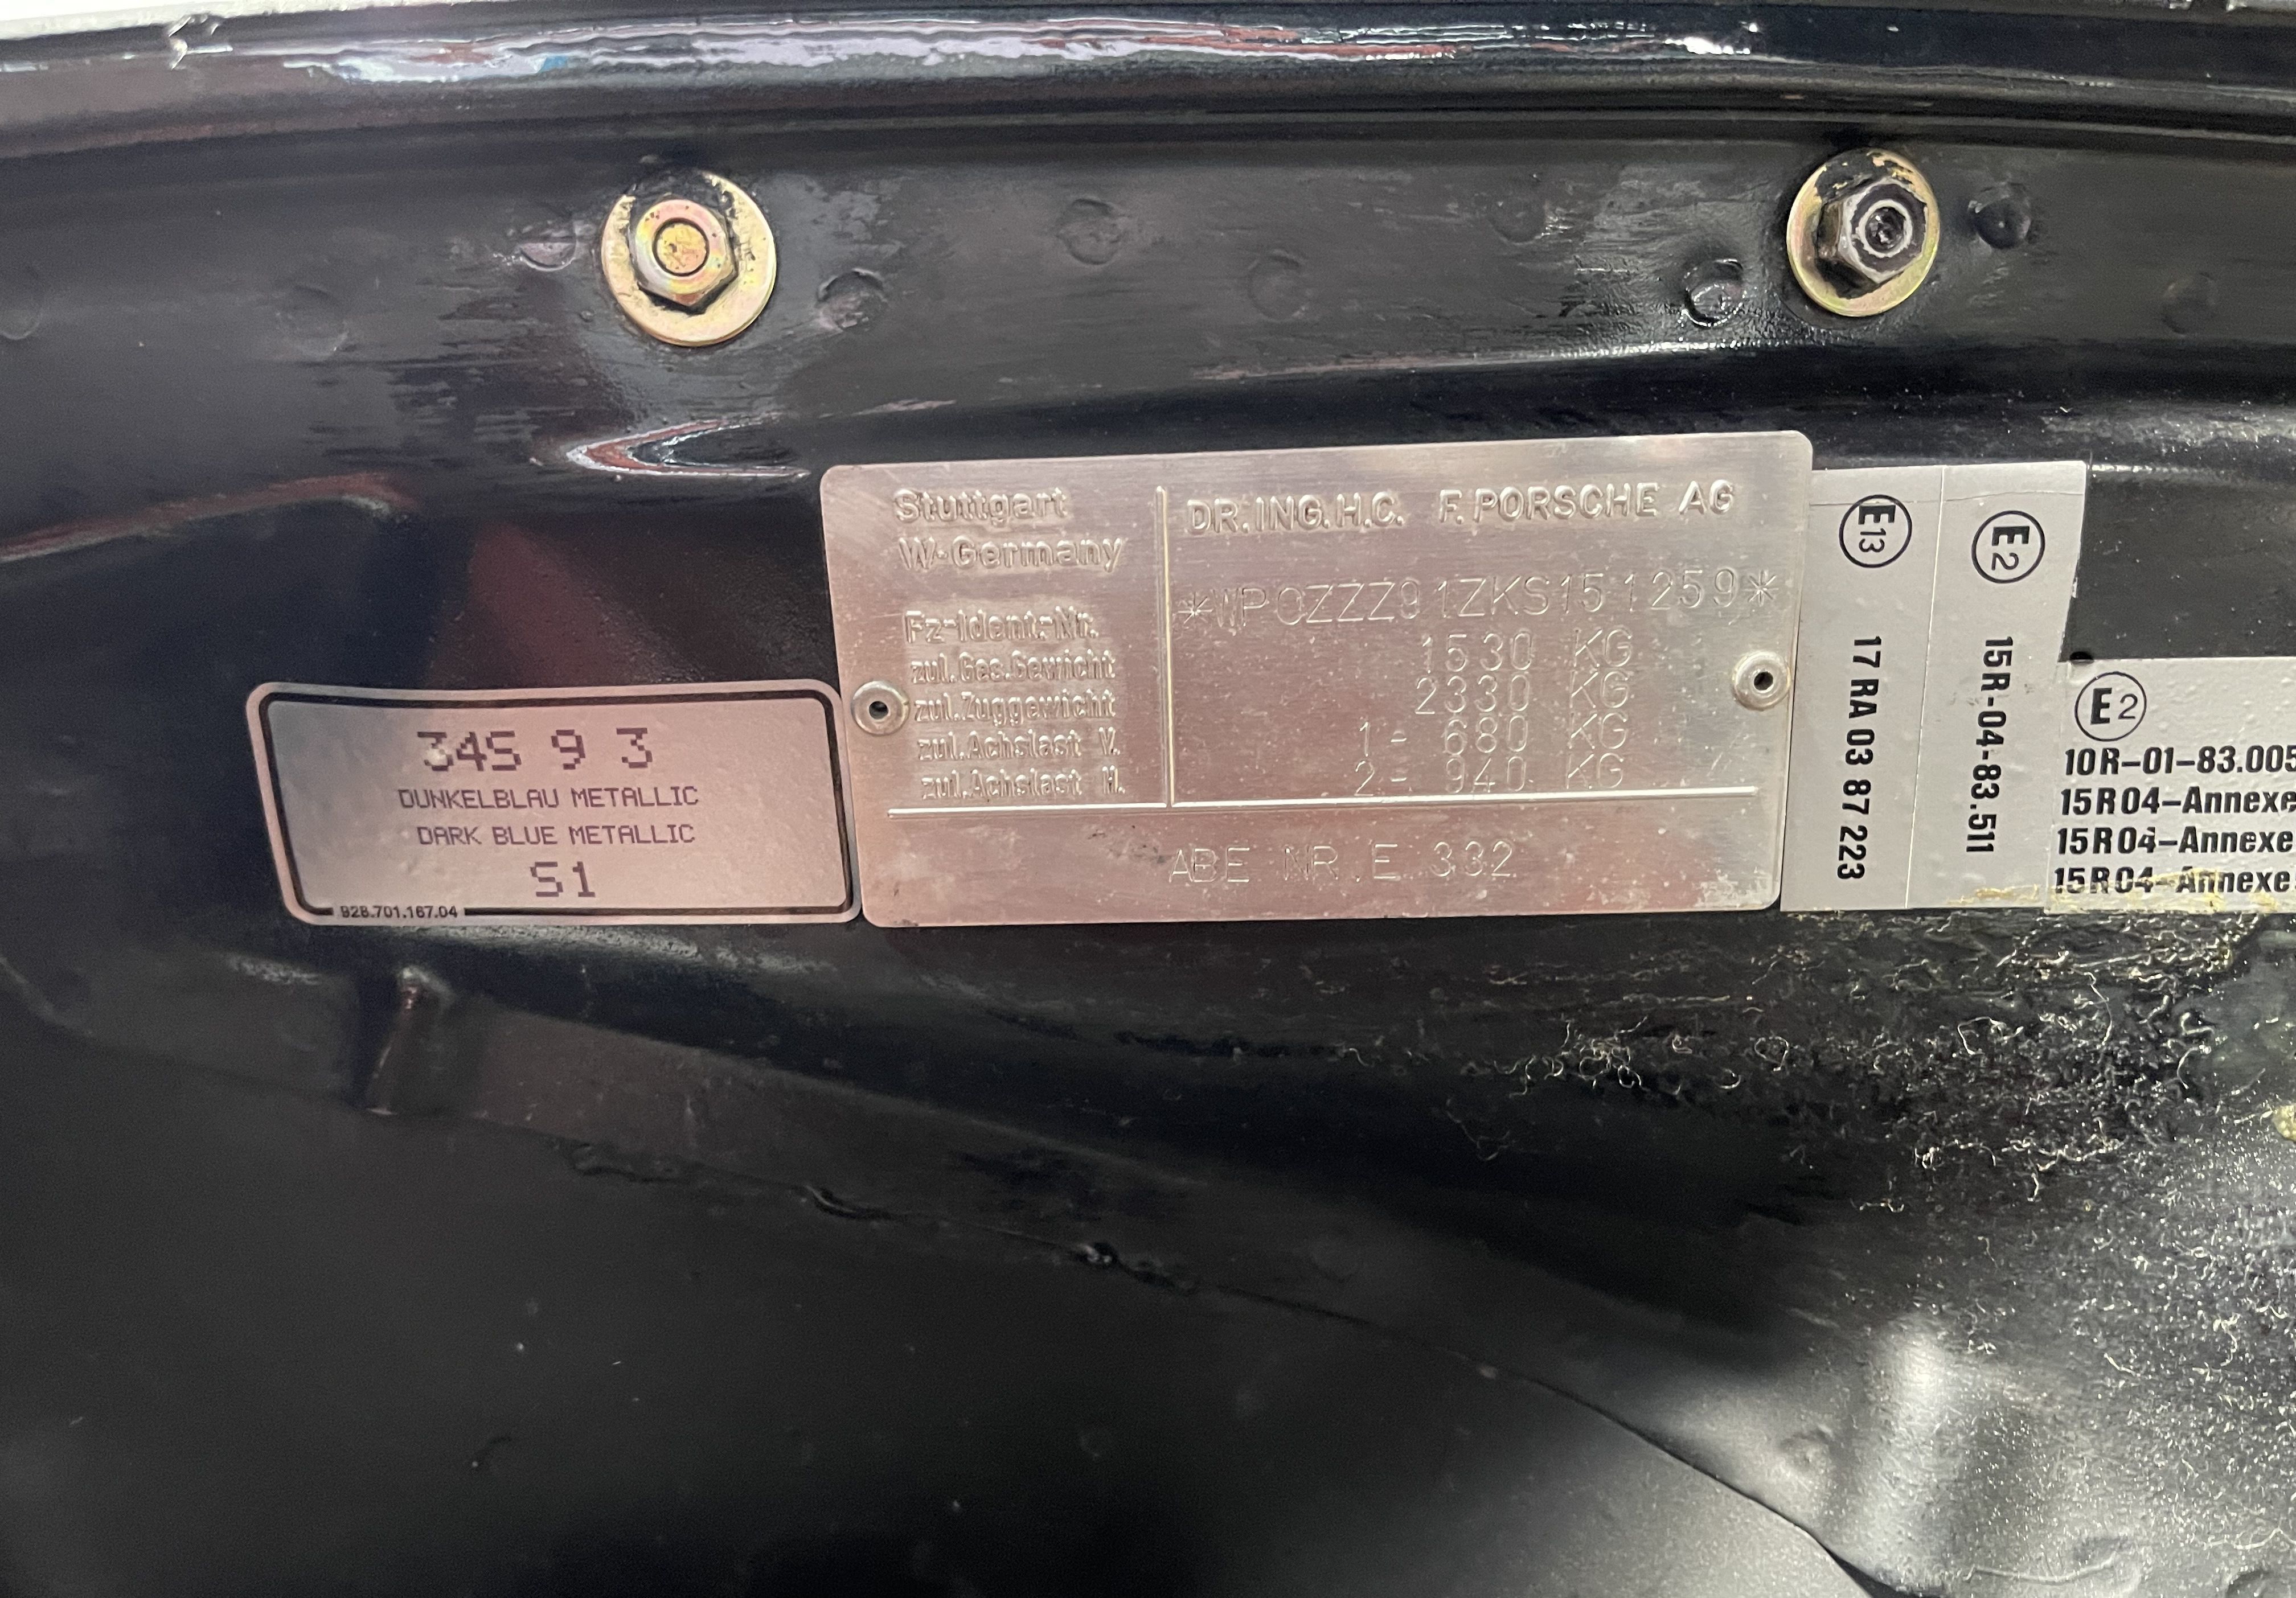 Stuttgart
W-Germany
DR.ING.H.C. F.PORSCHE AG
Fz-Ident.-Nr.
*WP0ZZZ91ZKS151259*
zul.Ges.Gewicht
1530 KG
zul.Zuggewicht
2330 KG
zul.Achslast V.
1- 680 KG
zul.Achslast H.
2- 940 KG
ABE NR.E 332
34S 9 3
DUNKELBLAU METALLIC
DARK BLUE METALLIC
S1
928.701.167.04
E13
17 RA 03 87 223
E2
15R-04-83.511
E2
10R-01-83.005
15R04-Annexe
15R04-Annexe
15R04-Annexe